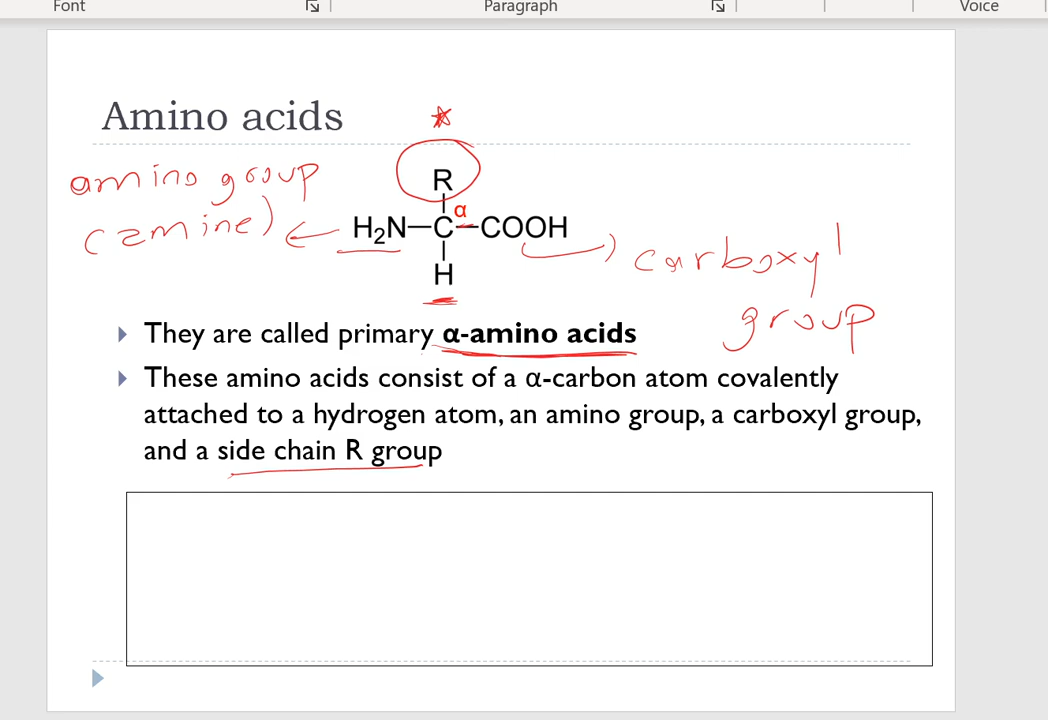 Font Paragraph Voice
Amino acids
amino group
(amine)
R
α
H₂N–C–COOH
H
carboxyl
group
They are called primary α-amino acids
These amino acids consist of a α-carbon atom covalently
attached to a hydrogen atom, an amino group, a carboxyl group,
and a side chain R group